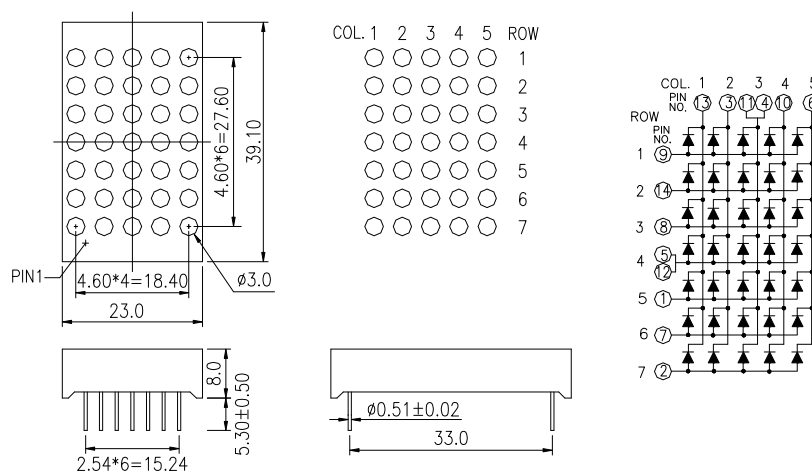 COL. 1 2 3 4 5 ROW
1
2
3
4
5
6
7
4.60*6=27.60
39.10
PIN1
4.60*4=18.40
ø3.0
23.0
8.0
5.30±0.50
2.54*6=15.24
ø0.51±0.02
33.0
COL. 1 2 3 4 5
PIN NO. 13 3 11 4 10 6
ROW
PIN
NO.
1 9
2 14
3 8
4 5
12
5 1
6 7
7 2